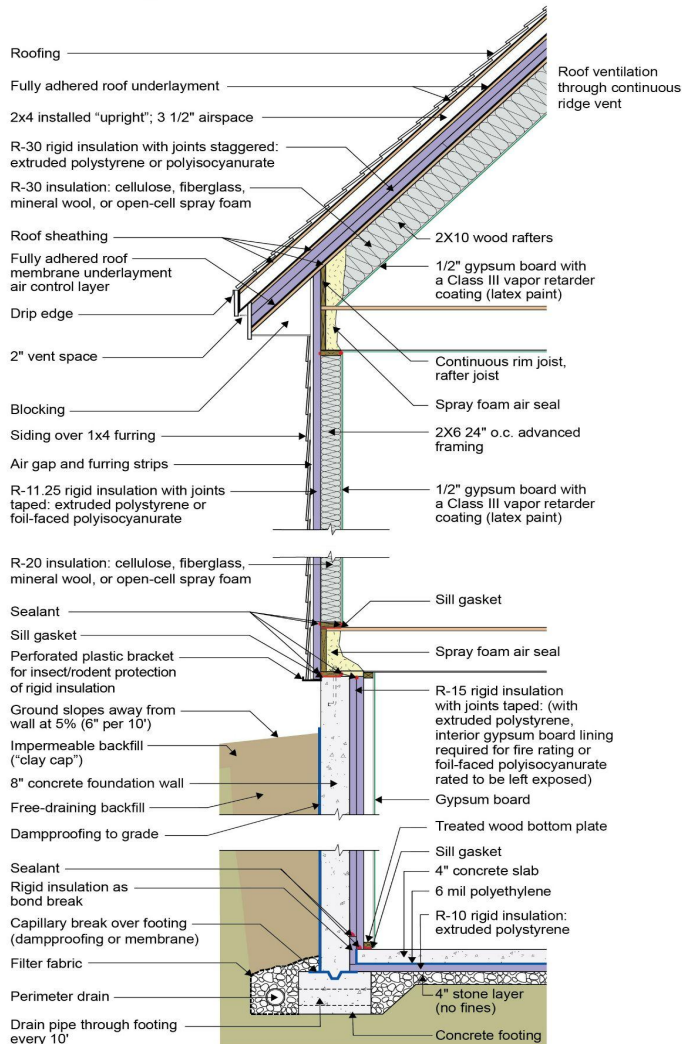 Roofing
Fully adhered roof underlayment
2x4 installed “upright”; 3 1/2" airspace
R-30 rigid insulation with joints staggered:
extruded polystyrene or polyisocyanurate
R-30 insulation: cellulose, fiberglass,
mineral wool, or open-cell spray foam
Roof sheathing
Fully adhered roof
membrane underlayment
air control layer
Drip edge
2" vent space
Blocking
Siding over 1x4 furring
Air gap and furring strips
R-11.25 rigid insulation with joints
taped: extruded polystyrene or
foil-faced polyisocyanurate
R-20 insulation: cellulose, fiberglass,
mineral wool, or open-cell spray foam
Sealant
Sill gasket
Perforated plastic bracket
for insect/rodent protection
of rigid insulation
Ground slopes away from
wall at 5% (6" per 10')
Impermeable backfill
(“clay cap”)
8" concrete foundation wall
Free-draining backfill
Dampproofing to grade
Sealant
Rigid insulation as
bond break
Capillary break over footing
(dampproofing or membrane)
Filter fabric
Perimeter drain
Drain pipe through footing
every 10'
Roof ventilation
through continuous
ridge vent
2X10 wood rafters
1/2" gypsum board with
a Class III vapor retarder
coating (latex paint)
Continuous rim joist,
rafter joist
Spray foam air seal
2X6 24" o.c. advanced
framing
1/2" gypsum board with
a Class III vapor retarder
coating (latex paint)
Sill gasket
Spray foam air seal
R-15 rigid insulation
with joints taped: (with
extruded polystyrene,
interior gypsum board lining
required for fire rating or
foil-faced polyisocyanurate
rated to be left exposed)
Gypsum board
Treated wood bottom plate
Sill gasket
4" concrete slab
6 mil polyethylene
R-10 rigid insulation:
extruded polystyrene
4" stone layer
(no fines)
Concrete footing